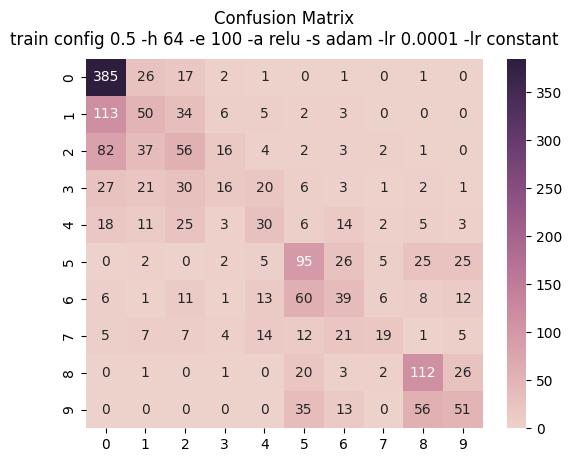 Confusion Matrix
train config 0.5 -h 64 -e 100 -a relu -s adam -lr 0.0001 -lr constant
0 385 26 17 2 1 0 1 0 1 0
1 113 50 34 6 5 2 3 0 0 0
2 82 37 56 16 4 2 3 2 1 0
3 27 21 30 16 20 6 3 1 2 1
4 18 11 25 3 30 6 14 2 5 3
5 0 2 0 2 5 95 26 5 25 25
6 6 1 11 1 13 60 39 6 8 12
7 5 7 7 4 14 12 21 19 1 5
8 0 1 0 1 0 20 3 2 112 26
9 0 0 0 0 0 35 13 0 56 51
0 1 2 3 4 5 6 7 8 9
350
300
250
200
150
100
50
0